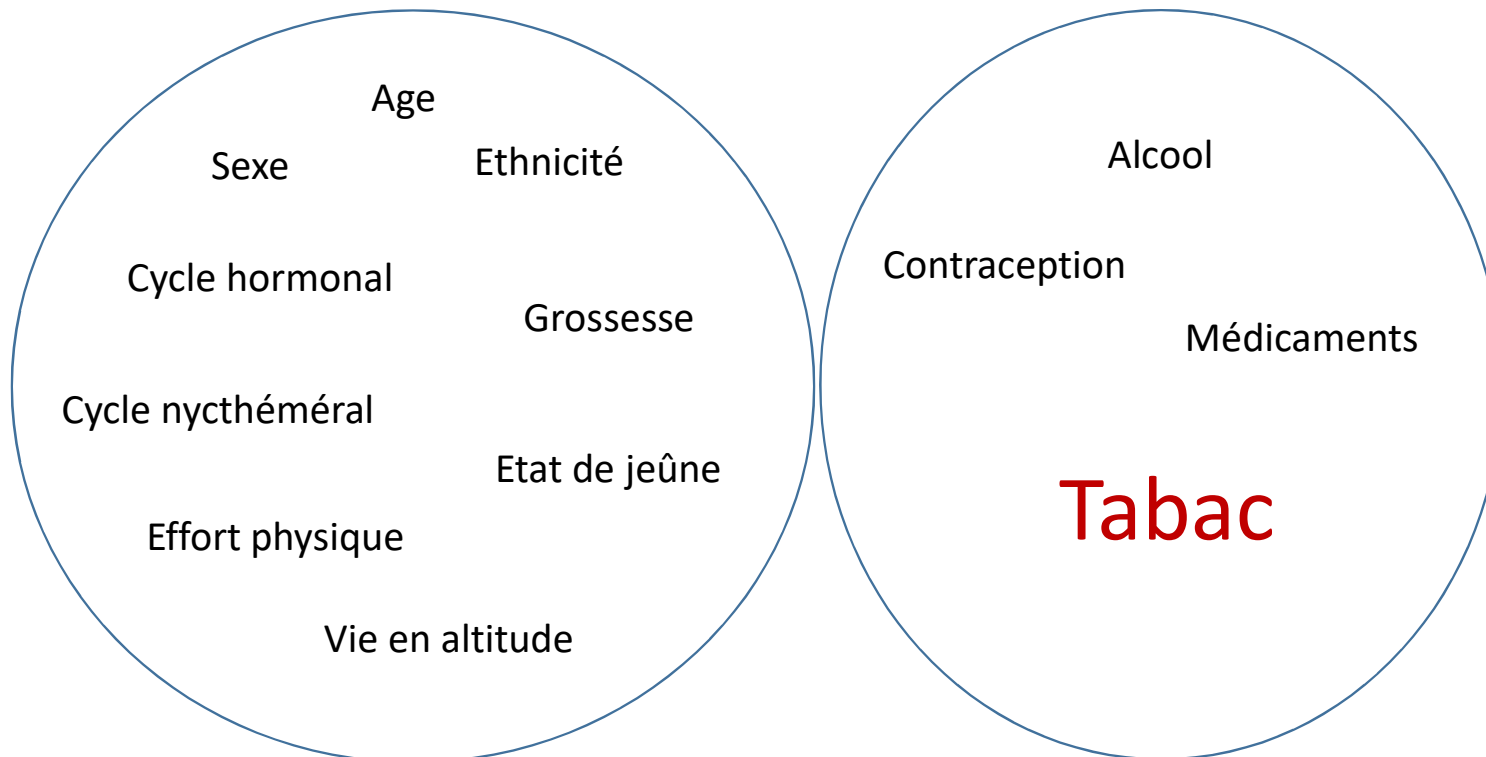 Age
Sexe
Ethnicité
Cycle hormonal
Grossesse
Cycle nycthéméral
Etat de jeûne
Effort physique
Vie en altitude
Alcool
Contraception
Médicaments
Tabac